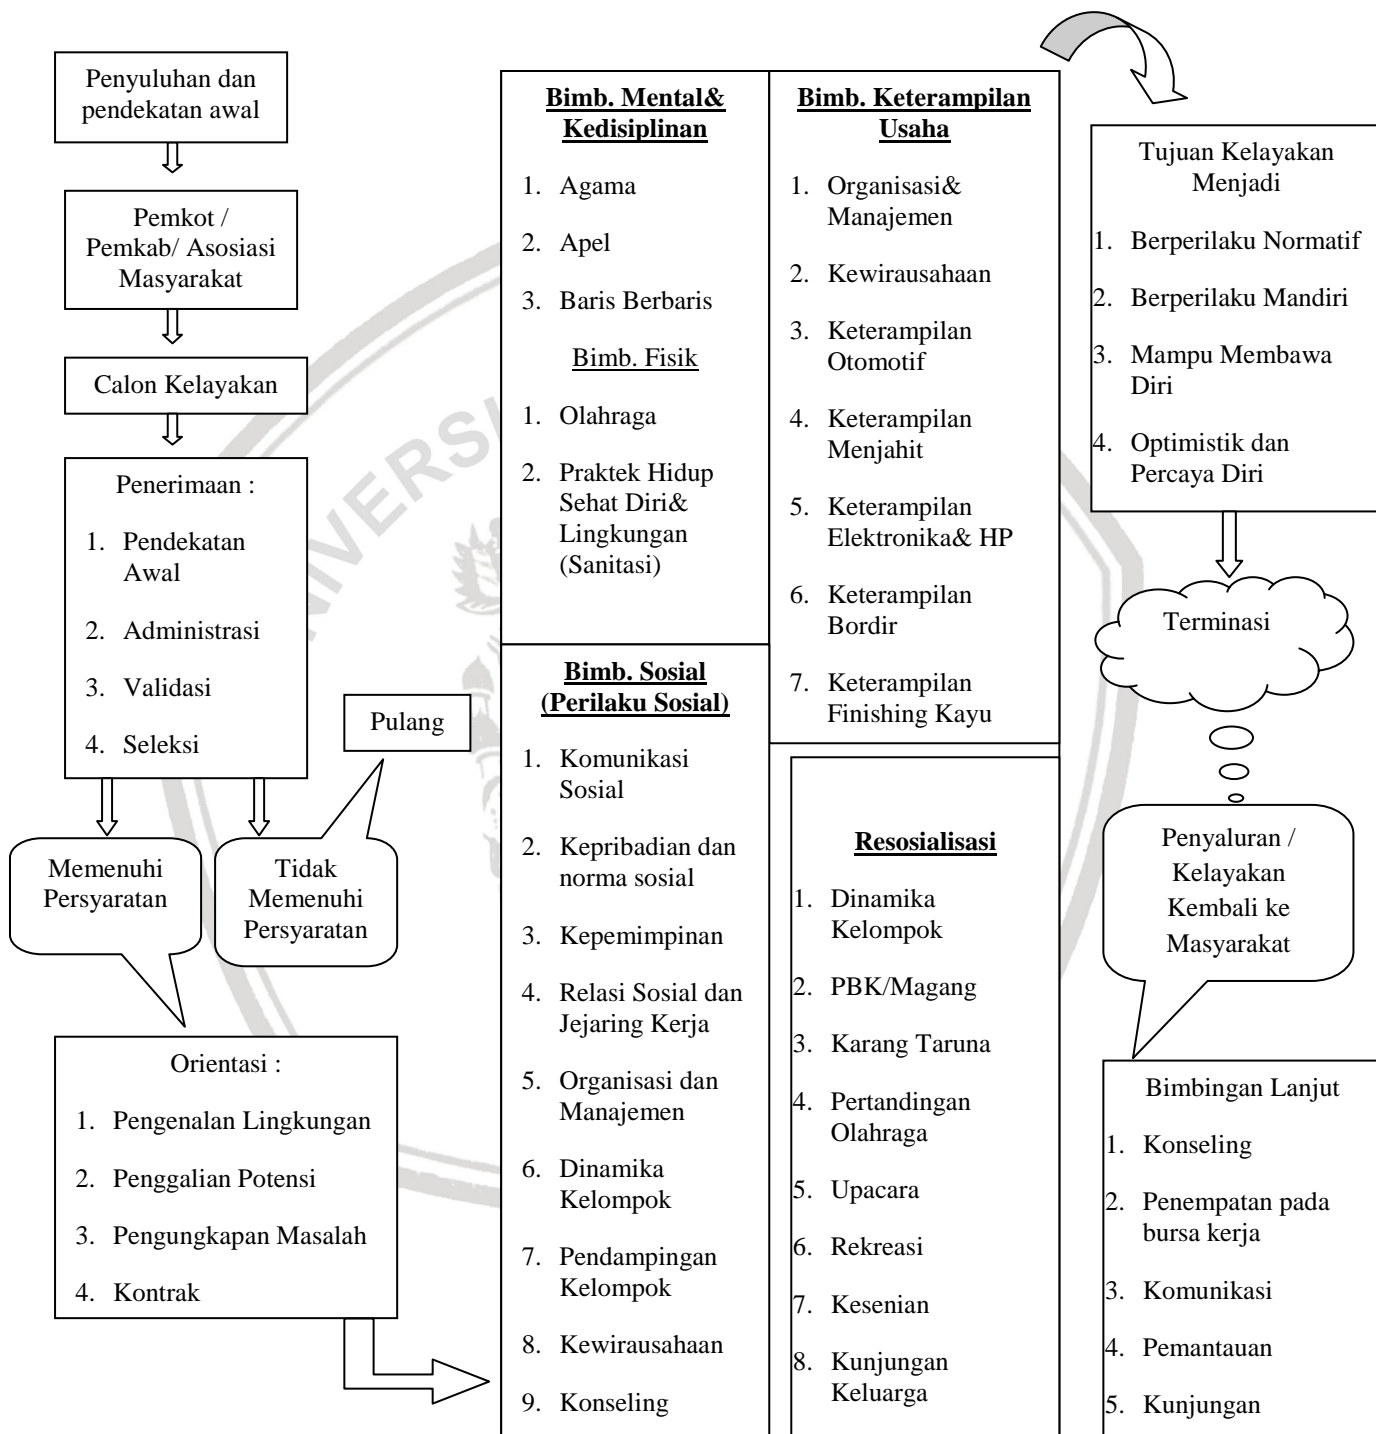 Penyuluhan dan
pendekatan awal
Pemkot /
Pemkab/ Asosiasi
Masyarakat
Calon Kelayakan
Penerimaan :
1. Pendekatan
Awal
2. Administrasi
3. Validasi
4. Seleksi
Pulang
Memenuhi
Persyaratan
Tidak
Memenuhi
Persyaratan
Orientasi :
1. Pengenalan Lingkungan
2. Penggalian Potensi
3. Pengungkapan Masalah
4. Kontrak
Bimb. Mental&
Kedisiplinan
1. Agama
2. Apel
3. Baris Berbaris
Bimb. Fisik
1. Olahraga
2. Praktek Hidup
Sehat Diri&
Lingkungan
(Sanitasi)
Bimb. Sosial
(Perilaku Sosial)
1. Komunikasi
Sosial
2. Kepribadian dan
norma sosial
3. Kepemimpinan
4. Relasi Sosial dan
Jejaring Kerja
5. Organisasi dan
Manajemen
6. Dinamika
Kelompok
7. Pendampingan
Kelompok
8. Kewirausahaan
9. Konseling
Bimb. Keterampilan
Usaha
1. Organisasi&
Manajemen
2. Kewirausahaan
3. Keterampilan
Otomotif
4. Keterampilan
Menjahit
5. Keterampilan
Elektronika& HP
6. Keterampilan
Bordir
7. Keterampilan
Finishing Kayu
Resosialisasi
1. Dinamika
Kelompok
2. PBK/Magang
3. Karang Taruna
4. Pertandingan
Olahraga
5. Upacara
6. Rekreasi
7. Kesenian
8. Kunjungan
Keluarga
Tujuan Kelayakan
Menjadi
1. Berperilaku Normatif
2. Berperilaku Mandiri
3. Mampu Membawa
Diri
4. Optimistik dan
Percaya Diri
Terminasi
Penyaluran /
Kelayakan
Kembali ke
Masyarakat
Bimbingan Lanjut
1. Konseling
2. Penempatan pada
bursa kerja
3. Komunikasi
4. Pemantauan
5. Kunjungan